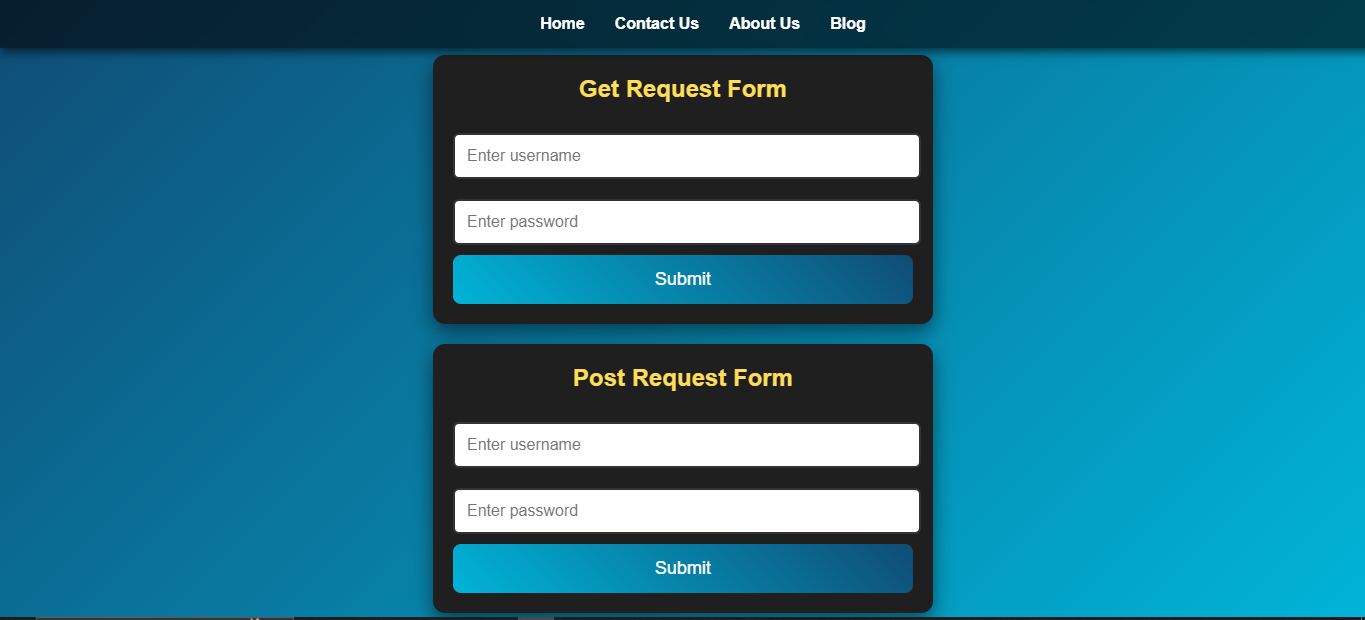 Home Contact Us About Us Blog
Get Request Form
Enter username
Enter password
Submit
Post Request Form
Enter username
Enter password
Submit